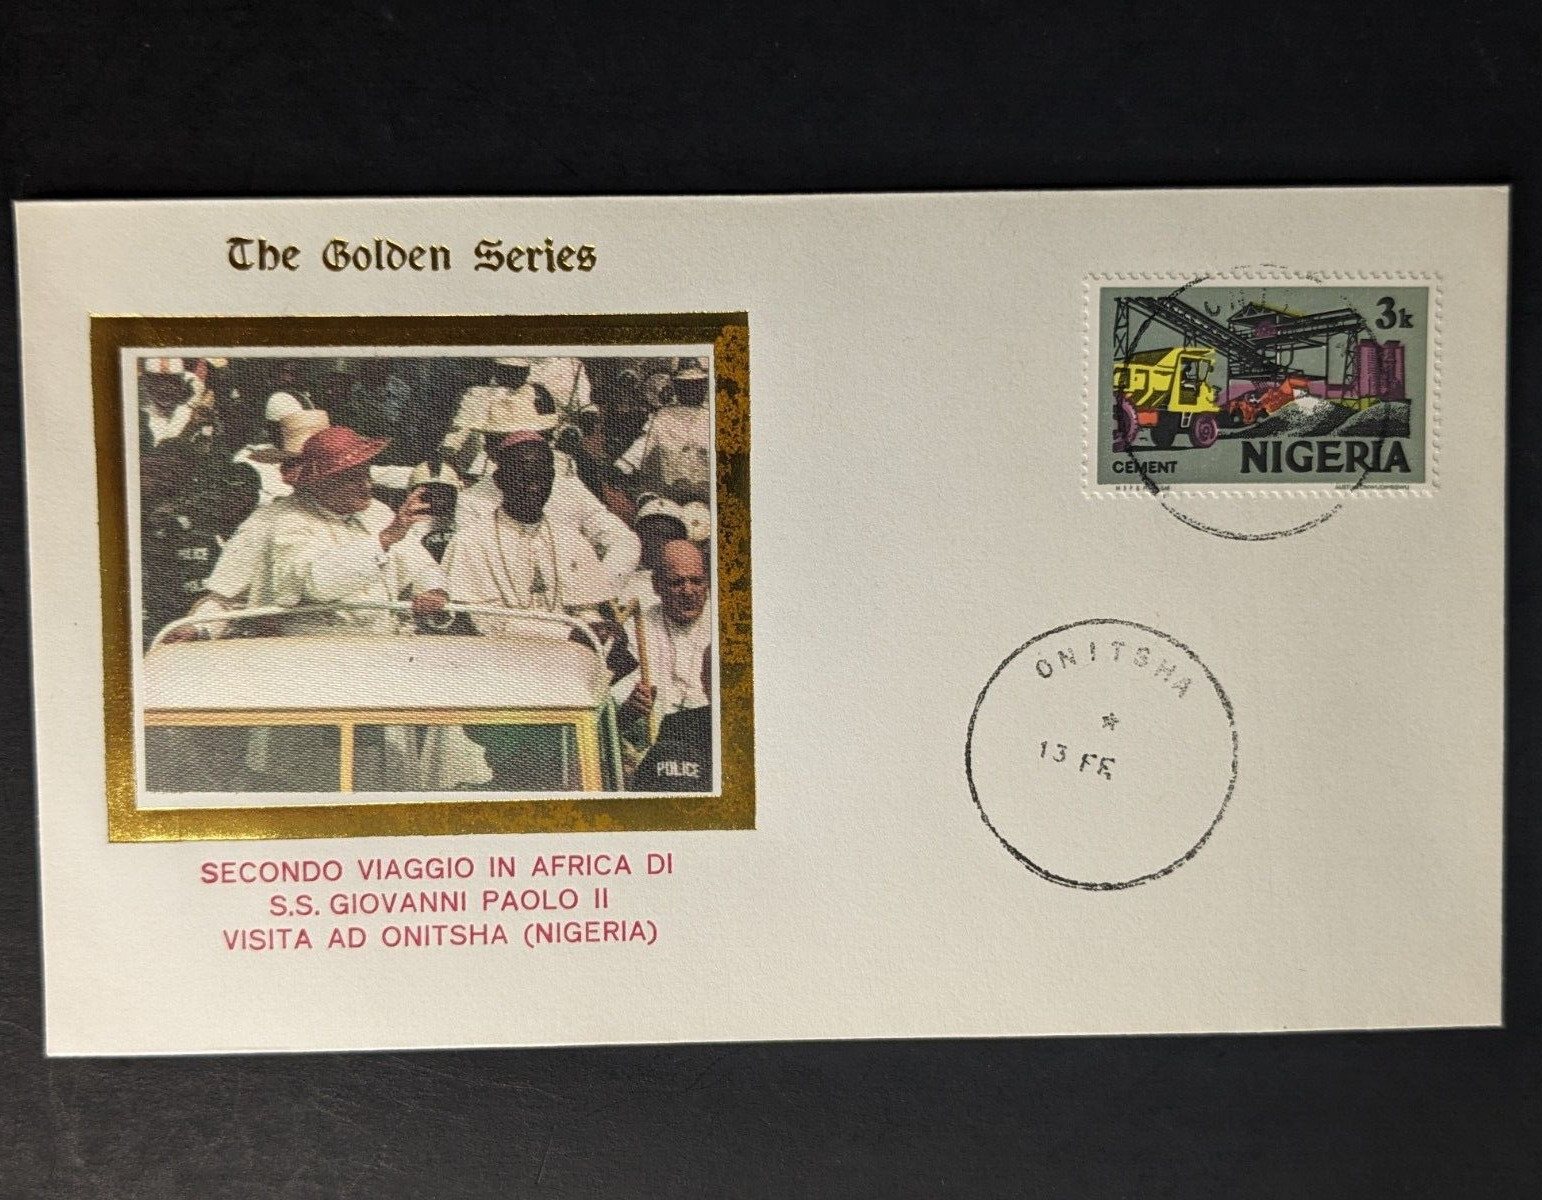 The Golden Series
3k
CEMENT
NIGERIA
ONITSHA
13 FE
POLICE
SECONDO VIAGGIO IN AFRICA DI
S.S. GIOVANNI PAOLO II
VISITA AD ONITSHA (NIGERIA)